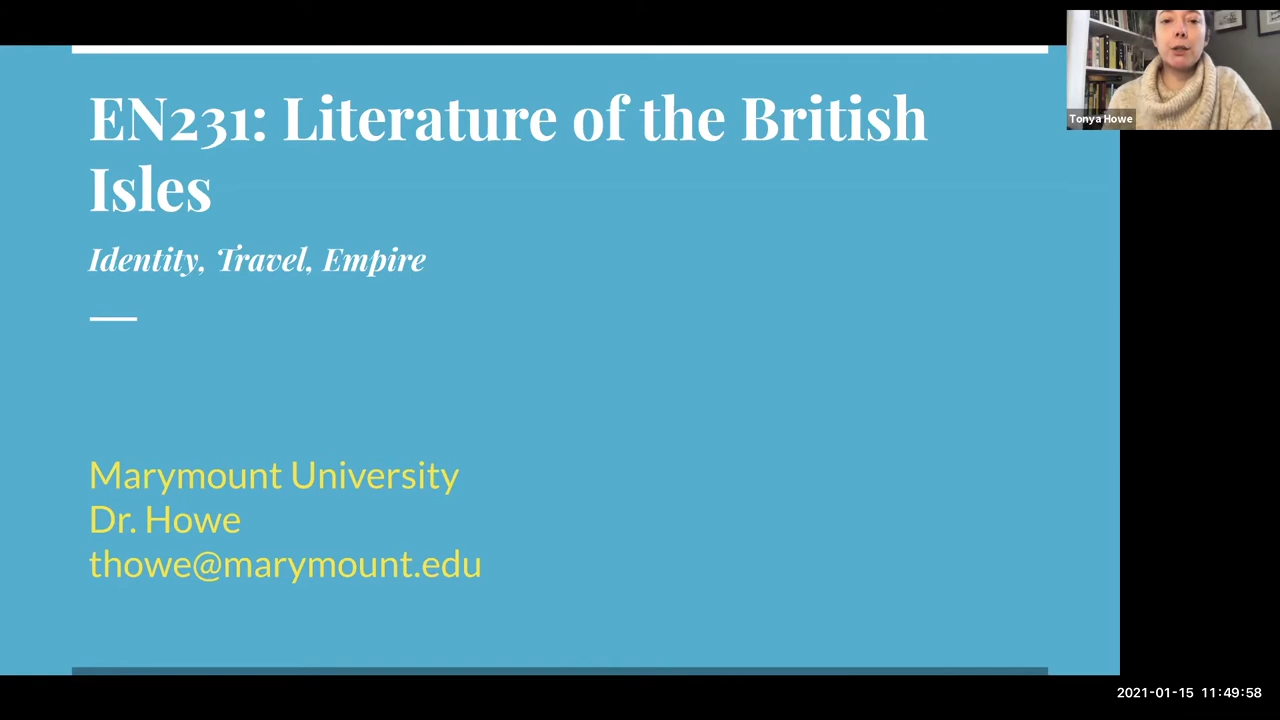 EN231: Literature of the British
Isles
Identity, Travel, Empire
Marymount University
Dr. Howe
thowe@marymount.edu
Tonya Howe
2021-01-15 11:49:58